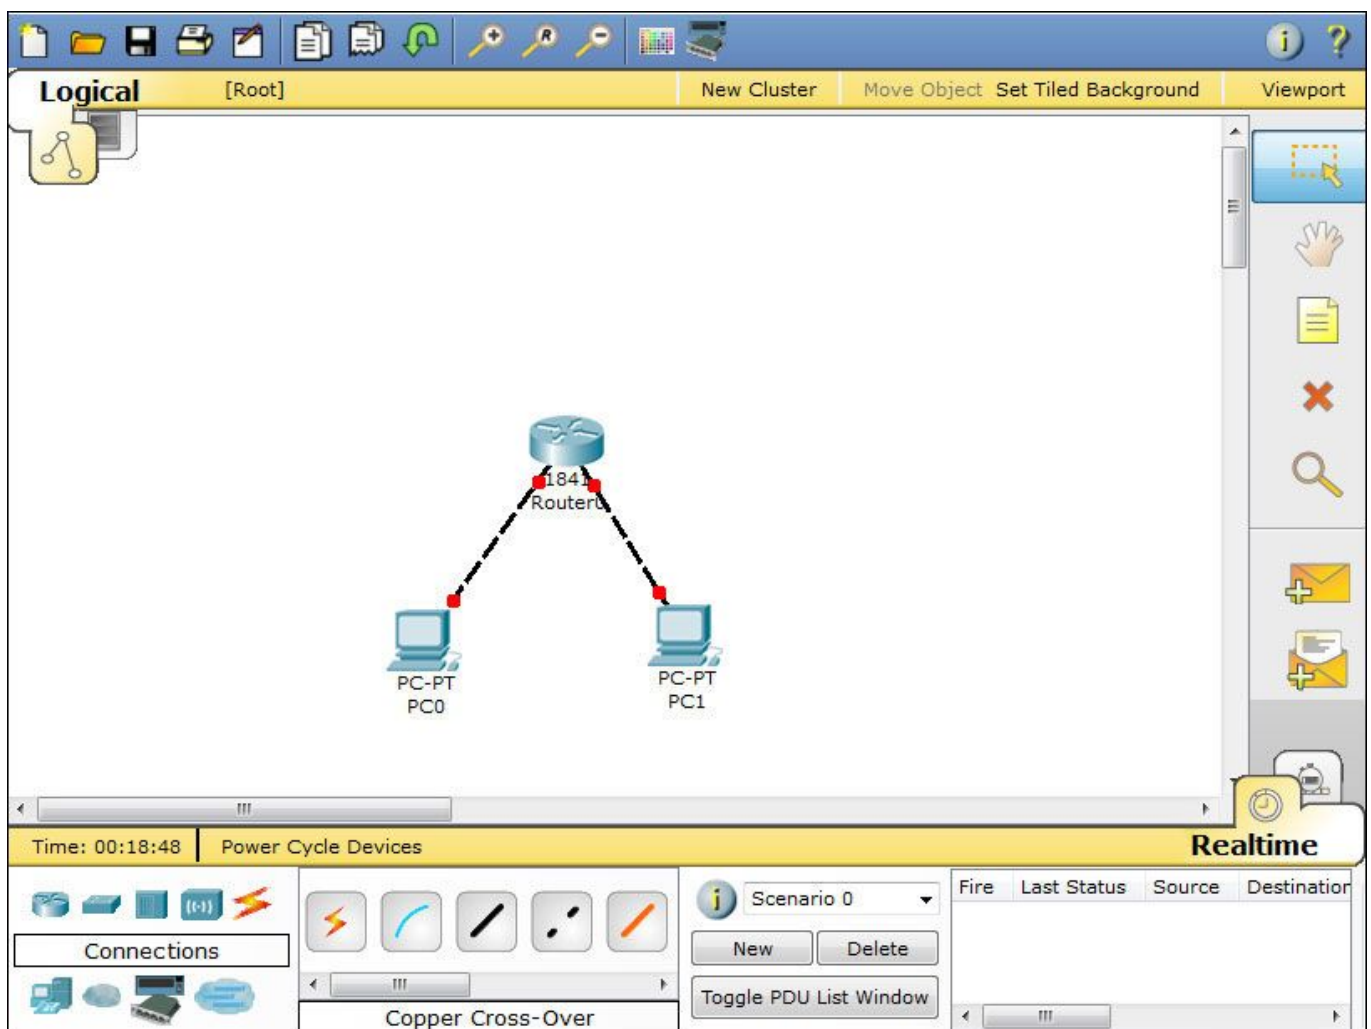 Logical [Root] New Cluster Move Object Set Tiled Background Viewport
1841
Router0
PC-PT
PC0
PC-PT
PC1
Time: 00:18:48 Power Cycle Devices Realtime
Connections
Copper Cross-Over
Scenario 0
New Delete
Toggle PDU List Window
Fire Last Status Source Destination